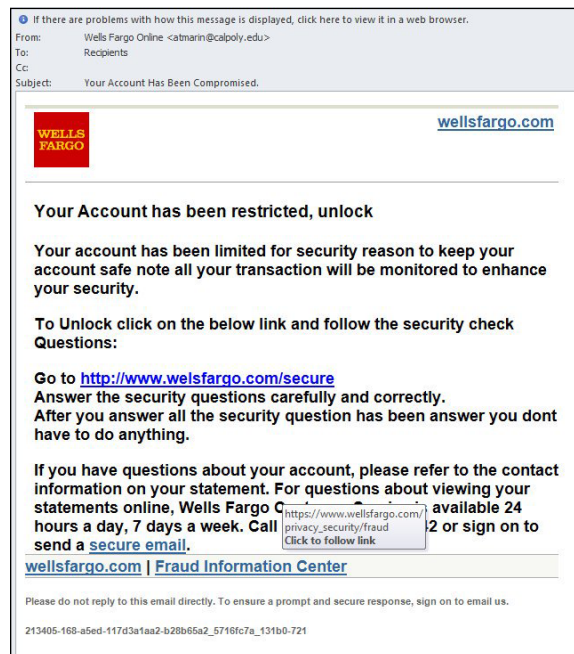 If there are problems with how this message is displayed, click here to view it in a web browser.
From: Wells Fargo Online <atmarin@calpoly.edu>
To: Recipients
Cc:
Subject: Your Account Has Been Compromised.
WELLS
FARGO
wellsfargo.com
Your Account has been restricted, unlock
Your account has been limited for security reason to keep your
account safe note all your transaction will be monitored to enhance
your security.
To Unlock click on the below link and follow the security check
Questions:
Go to http://www.welsfargo.com/secure
Answer the security questions carefully and correctly.
After you answer all the security question has been answer you dont
have to do anything.
If you have questions about your account, please refer to the contact
information on your statement. For questions about viewing your
statements online, Wells Fargo available 24
https://www.wellsfargo.com/
hours a day, 7 days a week. Call 2 or sign on to
privacy_security/fraud
Click to follow link
send a secure email.
wellsfargo.com | Fraud Information Center
Please do not reply to this email directly. To ensure a prompt and secure response, sign on to email us.
213405-168-a5ed-117d3a1aa2-b28b65a2_5716fc7a_131b0-721